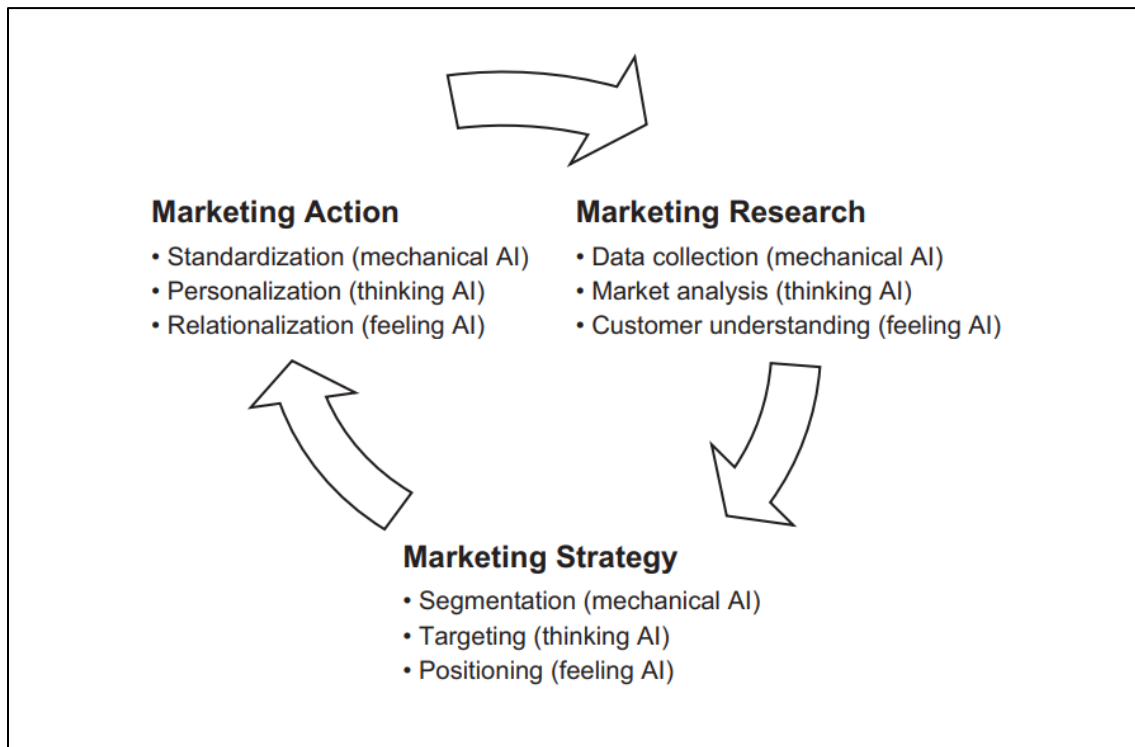 Marketing Action
• Standardization (mechanical AI)
• Personalization (thinking AI)
• Relationalization (feeling AI)
Marketing Research
• Data collection (mechanical AI)
• Market analysis (thinking AI)
• Customer understanding (feeling AI)
Marketing Strategy
• Segmentation (mechanical AI)
• Targeting (thinking AI)
• Positioning (feeling AI)